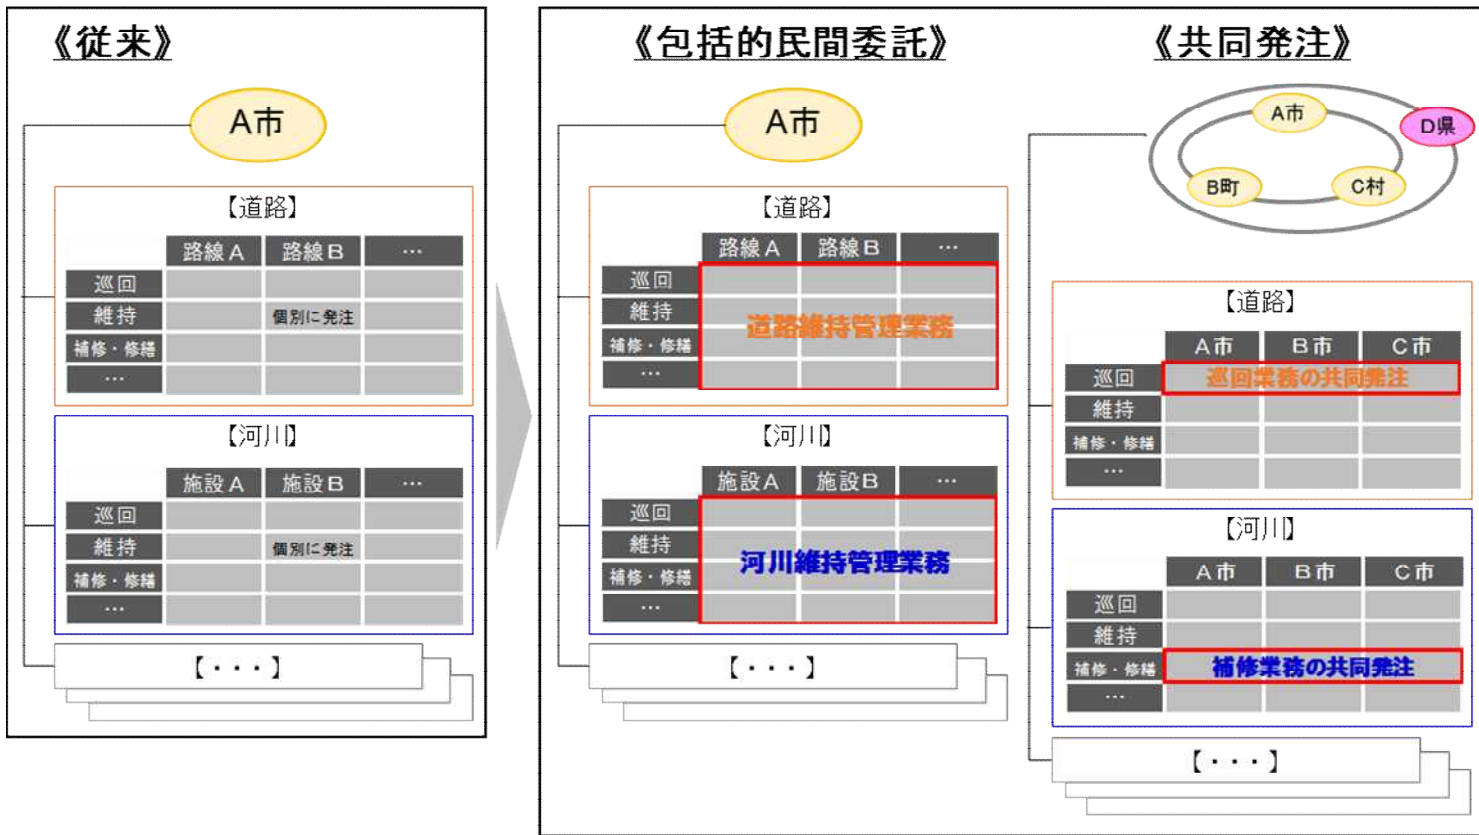 《従来》
A市
【道路】
路線A 路線B …
巡回
維持 個別に発注
補修・修繕
…
【河川】
施設A 施設B …
巡回
維持 個別に発注
補修・修繕
…
【・・・】
《包括的民間委託》
A市
【道路】
路線A 路線B …
巡回
維持
道路維持管理業務
補修・修繕
…
【河川】
施設A 施設B …
巡回
維持
河川維持管理業務
補修・修繕
…
【・・・】
《共同発注》
A市
D県
B町 C村
【道路】
A市 B市 C市
巡回 巡回業務の共同発注
維持
補修・修繕
…
【河川】
A市 B市 C市
巡回
維持
補修・修繕 補修業務の共同発注
…
【・・・】